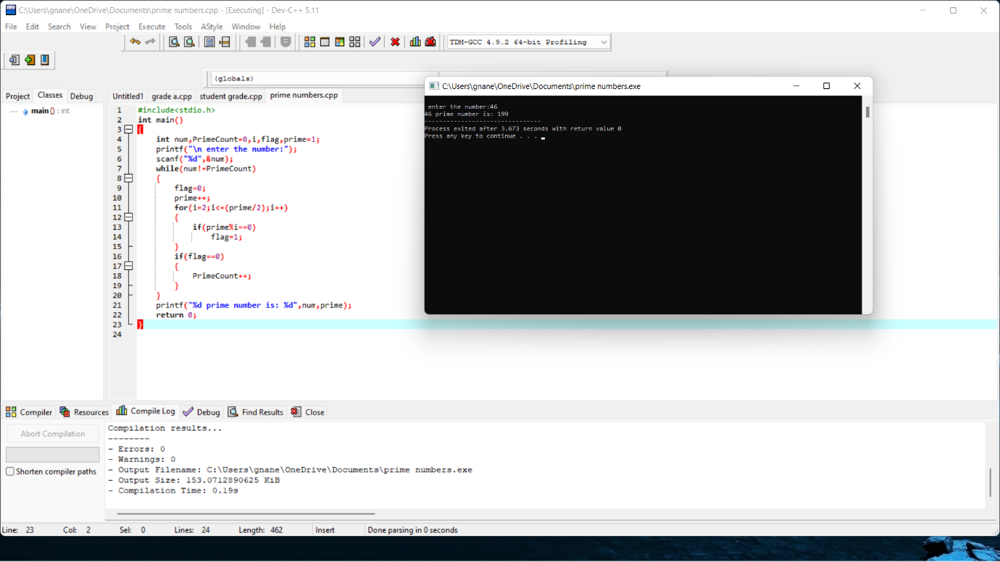 C:\Users\gnane\OneDrive\Documents\prime numbers.cpp - [Executing] - Dev-C++ 5.11
File Edit Search View Project Execute Tools AStyle Window Help
TDM-GCC 4.9.2 64-bit Profiling
(globals)
Project Classes Debug
main() : int
Untitled1 grade a.cpp student grade.cpp prime numbers.cpp
1 #include<stdio.h>
2 int main()
3 {
4 int num,PrimeCount=0,i,flag,prime=1;
5 printf("\n enter the number:");
6 scanf("%d",&num);
7 while(num!=PrimeCount)
8 {
9 flag=0;
10 prime++;
11 for(i=2;i<=(prime/2);i++)
12 {
13 if(prime%i==0)
14 flag=1;
15 }
16 if(flag==0)
17 {
18 PrimeCount++;
19 }
20 }
21 printf("%d prime number is: %d",num,prime);
22 return 0;
23 }
24
C:\Users\gnane\OneDrive\Documents\prime numbers.exe
enter the number:46
46 prime number is: 199
--------------------------------
Process exited after 3.673 seconds with return value 0
Press any key to continue . . .
Compiler Resources Compile Log Debug Find Results Close
Abort Compilation
Shorten compiler paths
Compilation results...
--------
- Errors: 0
- Warnings: 0
- Output Filename: C:\Users\gnane\OneDrive\Documents\prime numbers.exe
- Output Size: 153.0712890625 KiB
- Compilation Time: 0.19s
Line: 23 Col: 2 Sel: 0 Lines: 24 Length: 462 Insert Done parsing in 0 seconds